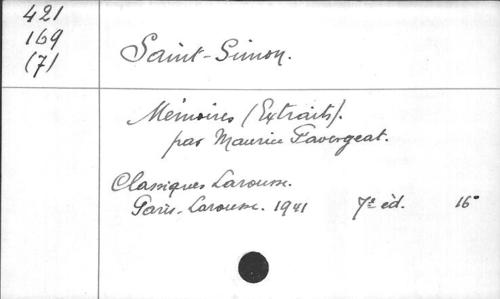 421
169
(7)
Saint-Simon.
Mémoires (Extraits).
par Maurice Favergeat.
Classiques Larousse.
Paris-Larousse. 1941 7e éd. 16°